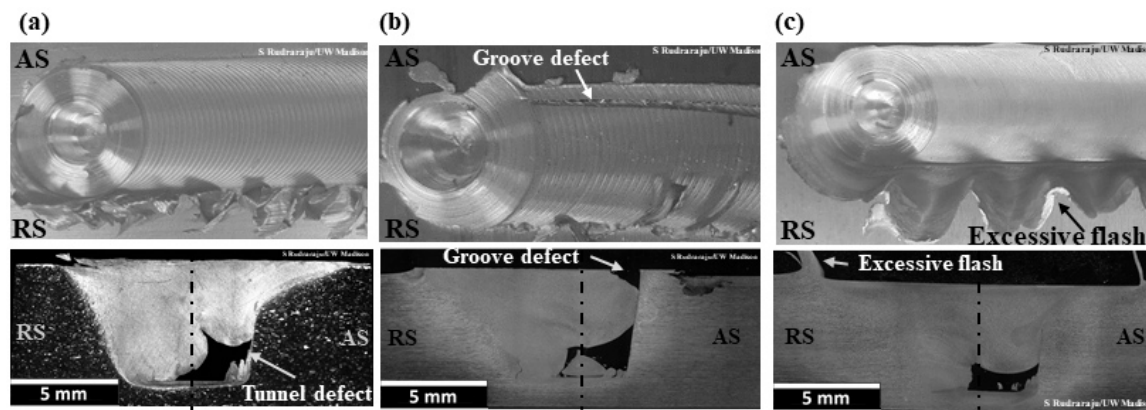 (a)
(b)
(c)
S Rudraraju/UW Madison
AS
RS
S Rudraraju/UW Madison
AS
Groove defect
RS
S Rudraraju/UW Madison
AS
RS
Excessive flash
S Rudraraju/UW Madison
RS
AS
Tunnel defect
5 mm
Groove defect
S Rudraraju/UW Madison
RS
AS
5 mm
Excessive flash
RS
AS
5 mm
S Rudraraju/UW Madison